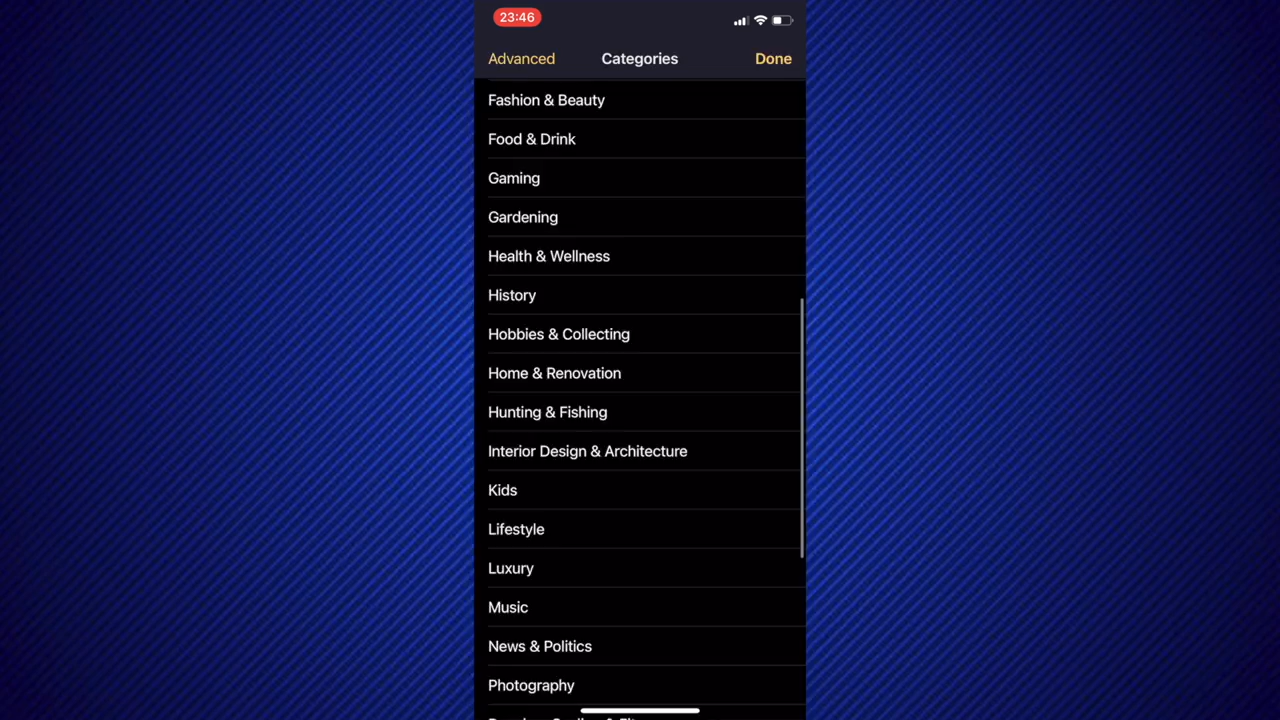 23:46
Advanced Categories Done
Fashion & Beauty
Food & Drink
Gaming
Gardening
Health & Wellness
History
Hobbies & Collecting
Home & Renovation
Hunting & Fishing
Interior Design & Architecture
Kids
Lifestyle
Luxury
Music
News & Politics
Photography